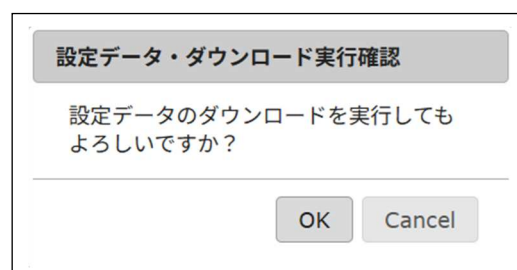 設定データ・ダウンロード実行確認
設定データのダウンロードを実行しても
よろしいですか？
OK Cancel